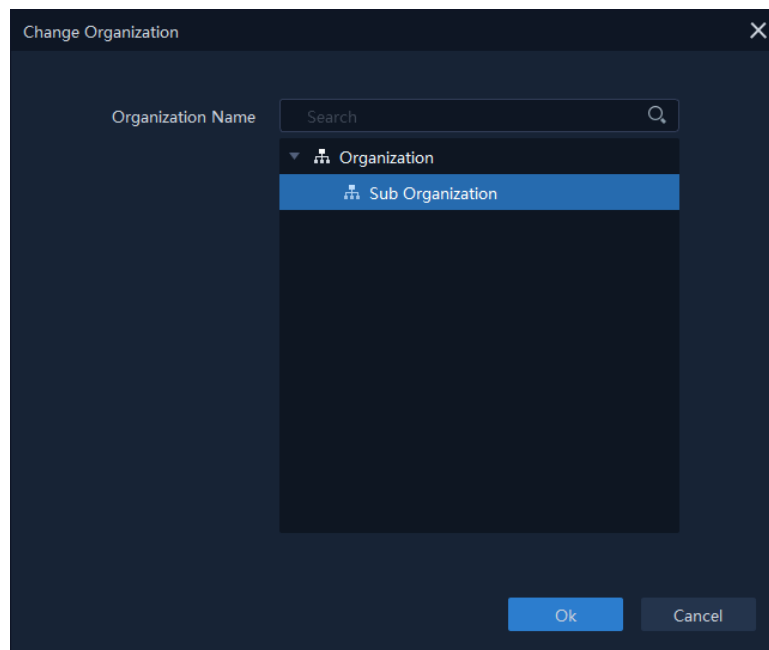 Change Organization
Organization Name
Search
Organization
Sub Organization
Ok
Cancel